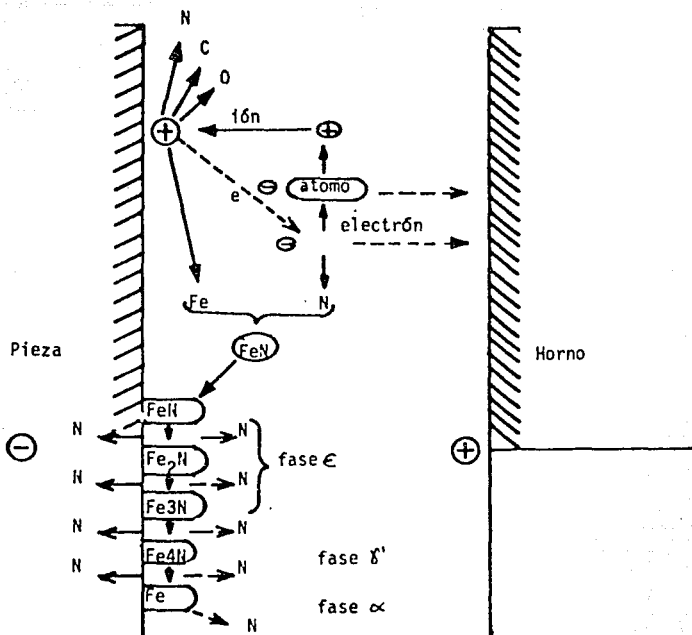 N
C
O
ión
+
+
atomo
e
electrón
Fe
N
FeN
Pieza
Horno
FeN
N
N
Fe2N
fase ϵ
N
N
Fe3N
N
N
Fe4N
fase γ'
N
N
Fe
fase α
N
−
+
−
−